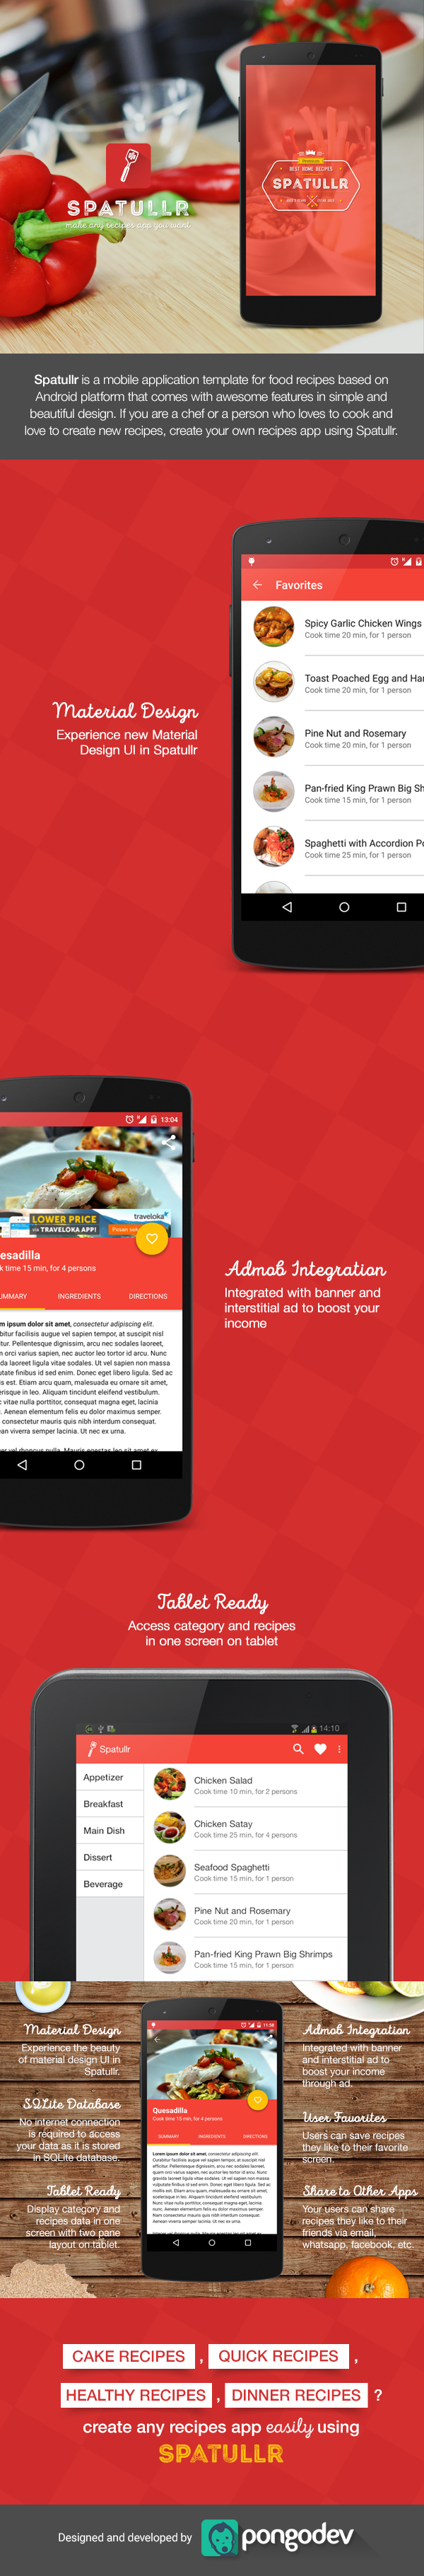 SPATULLR
make any recipes app you want
Premium
BEST HOME RECIPES
SPATULLR
Spatullr is a mobile application template for food recipes based on
Android platform that comes with awesome features in simple and
beautiful design. If you are a chef or a person who loves to cook and
love to create new recipes, create your own recipes app using Spatullr.
Favorites
Spicy Garlic Chicken Wings
Cook time 20 min, for 1 person
Toast Poached Egg and Ha
Cook time 20 min, for 1 person
Pine Nut and Rosemary
Cook time 20 min, for 1 person
Pan-fried King Prawn Big Sh
Cook time 15 min, for 1 person
Spaghetti with Accordion P
Cook time 25 min, for 1 person
Material Design
Experience new Material
Design UI in Spatullr
13:04
LOWER PRICE
via TRAVELOKA APP!
traveloka
Pesan sek
esadilla
k time 15 min, for 4 persons
UMMARY INGREDIENTS DIRECTIONS
m ipsum dolor sit amet, consectetur adipiscing elit.
bitur facilisis augue vel sapien tempor, at suscipit nisl
tur. Pellentesque dignissim, arcu nec sodales laoreet,
n orci varius sapien, nec auctor leo tortor id arcu. Nunc
da laoreet ligula vitae sodales. Ut vel sapien non massa
utate finibus id sed enim. Donec eget libero ligula. Sed ac
is est. Etiam arcu quam, malesuada eu ornare sit amet,
erisque in leo. Aliquam tincidunt eleifend vestibulum.
c vitae nulla porttitor, consequat magna eget, lacinia
. Aenean elementum felis eu dolor maximus semper.
consectetur mauris quis nibh interdum consequat.
an viverra semper lacinia. Ut nec ex urna.
Admob Integration
Integrated with banner and
interstitial ad to boost your
income
Tablet Ready
Access category and recipes
in one screen on tablet
14:10
Spatullr
Appetizer
Breakfast
Main Dish
Dissert
Beverage
Chicken Salad
Cook time 10 min, for 2 persons
Chicken Satay
Cook time 25 min, for 4 persons
Seafood Spaghetti
Cook time 15 min, for 1 person
Pine Nut and Rosemary
Cook time 20 min, for 1 person
Pan-fried King Prawn Big Shrimps
Cook time 15 min, for 1 person
Material Design
Experience the beauty
of material design UI in
Spatullr.
SQLite Database
No internet connection
is required to access
your data as it is stored
in SQLite database.
Tablet Ready
Display category and
recipes data in one
screen with two pane
layout on tablet.
11:58
Quesadilla
Cook time 15 min, for 4 persons
SUMMARY INGREDIENTS DIRECTIONS
Admob Integration
Integrated with banner
and interstitial ad to
boost your income
through ad.
User Favorites
Users can save recipes
they like to their favorite
screen.
Share to Other Apps
Your users can share
recipes they like to their
friends via email,
whatsapp, facebook, etc.
CAKE RECIPES , QUICK RECIPES ,
HEALTHY RECIPES , DINNER RECIPES ?
create any recipes app easily using
SPATULLR
Designed and developed by pongodev